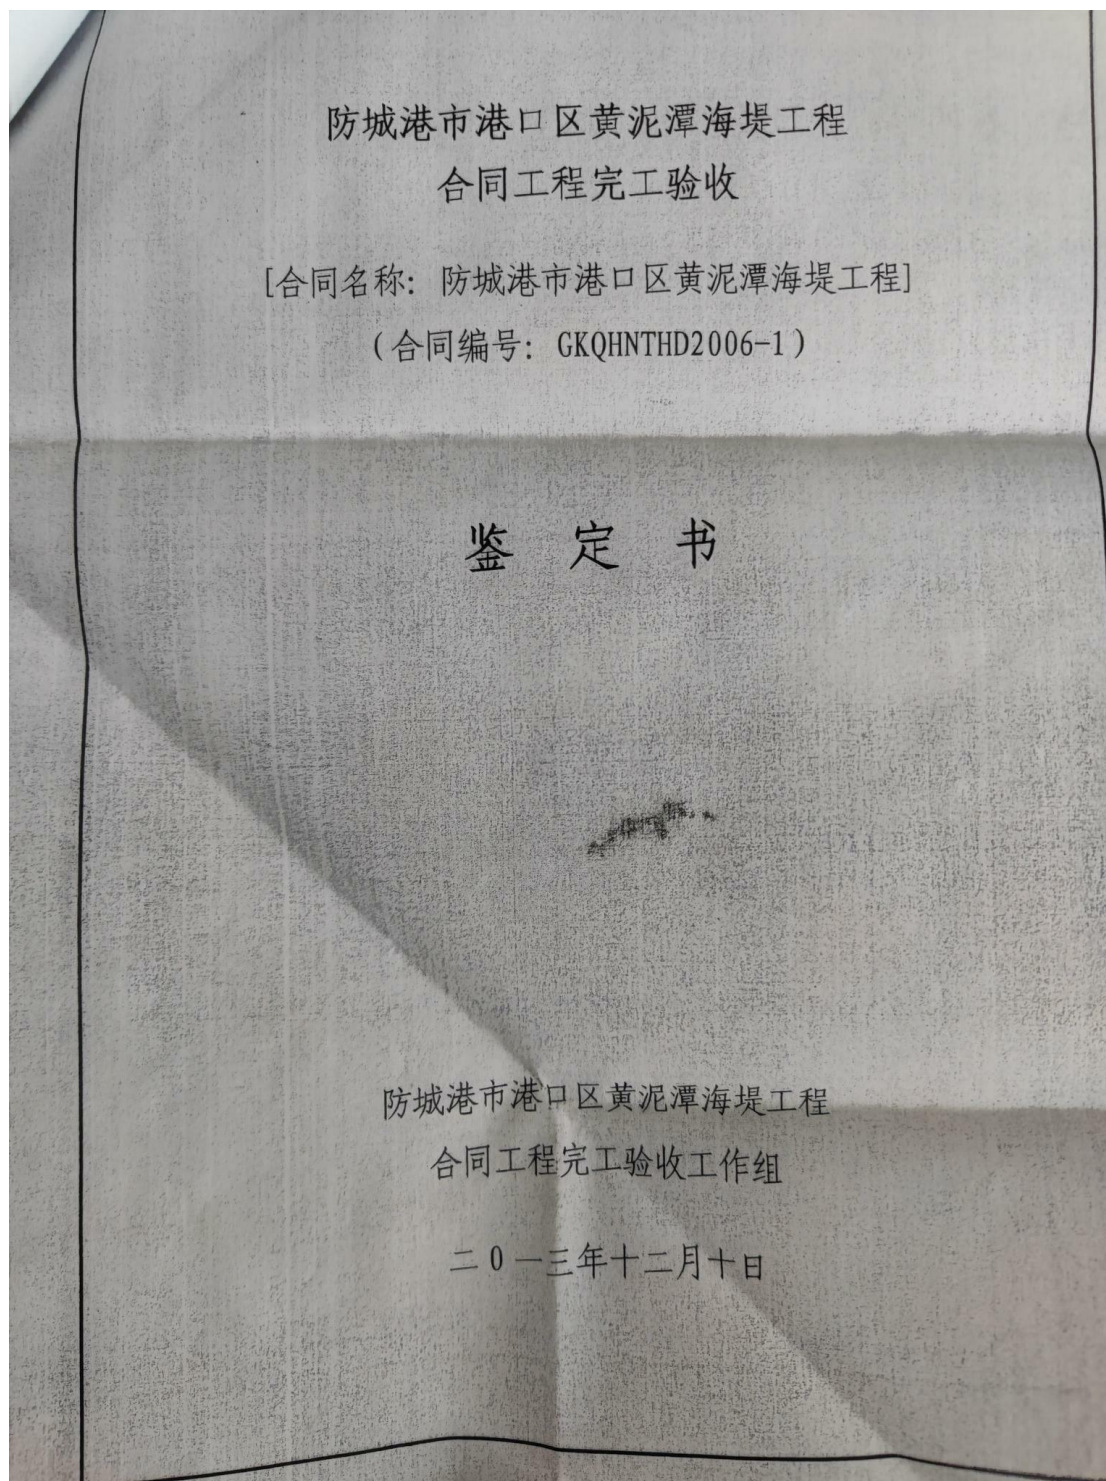 防城港市港口区黄泥潭海堤工程
合同工程完工验收
[合同名称：防城港市港口区黄泥潭海堤工程]
（合同编号：GKQHNTHD2006-1）
鉴 定 书
防城港市港口区黄泥潭海堤工程
合同工程完工验收工作组
二0一三年十二月十日